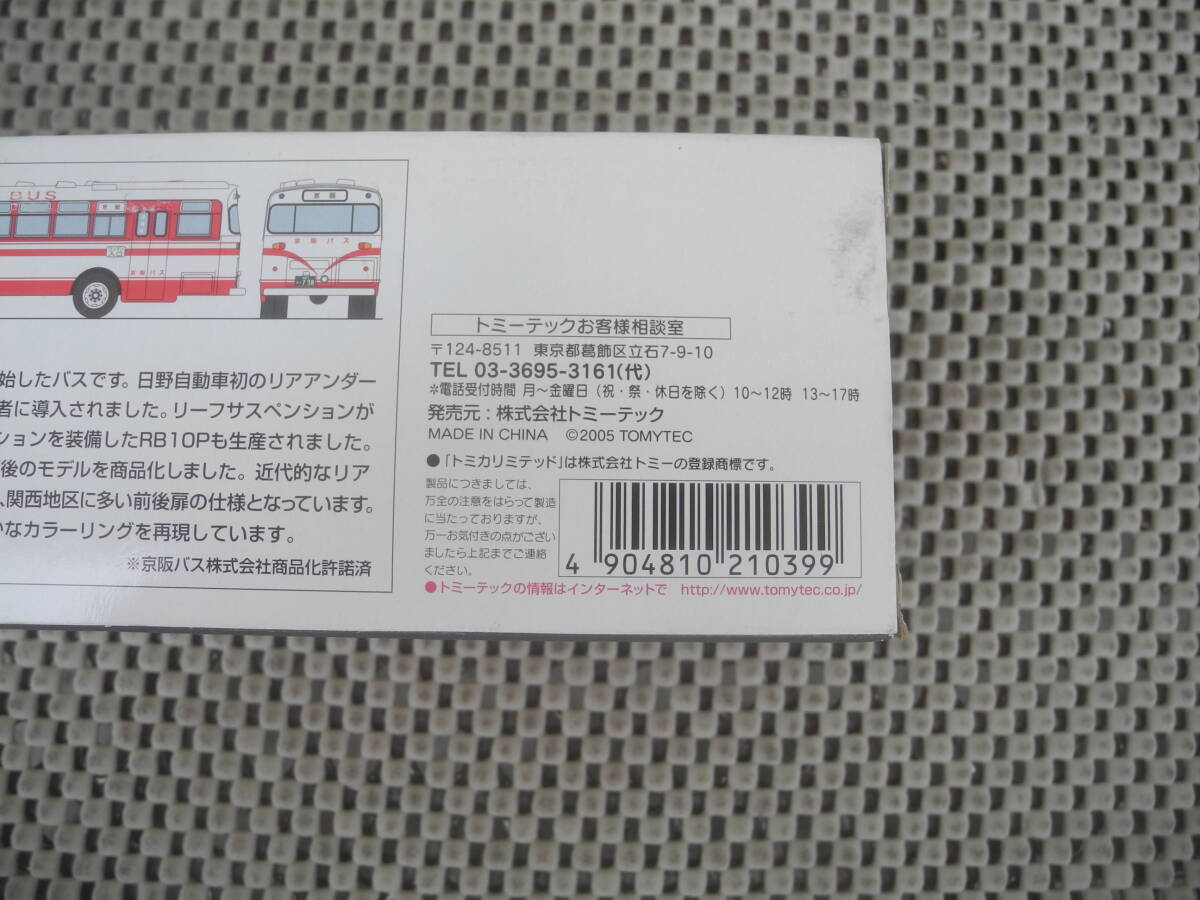 BUS
京阪
京阪バス
京阪
京阪バス
・798
始したバスです。日野自動車初のリアアンダー
者に導入されました。リーフサスペンションが
ションを装備したRB10Pも生産されました。
後のモデルを商品化しました。近代的なリア
、関西地区に多い前後扉の仕様となっています。
かなカラーリングを再現しています。
※京阪バス株式会社商品化許諾済
トミーテックお客様相談室
〒124-8511 東京都葛飾区立石7-9-10
TEL 03-3695-3161(代)
＊電話受付時間 月～金曜日（祝・祭・休日を除く）10～12時 13～17時
発売元：株式会社トミーテック
MADE IN CHINA ©2005 TOMYTEC
●「トミカリミテッド」は株式会社トミーの登録商標です。
製品につきましては、
万全の注意をはらって製造
に当たっておりますが、
万一お気付きの点がござい
ましたら上記までご連絡
ください。
4 904810 210399
●トミーテックの情報はインターネットで http://www.tomytec.co.jp/